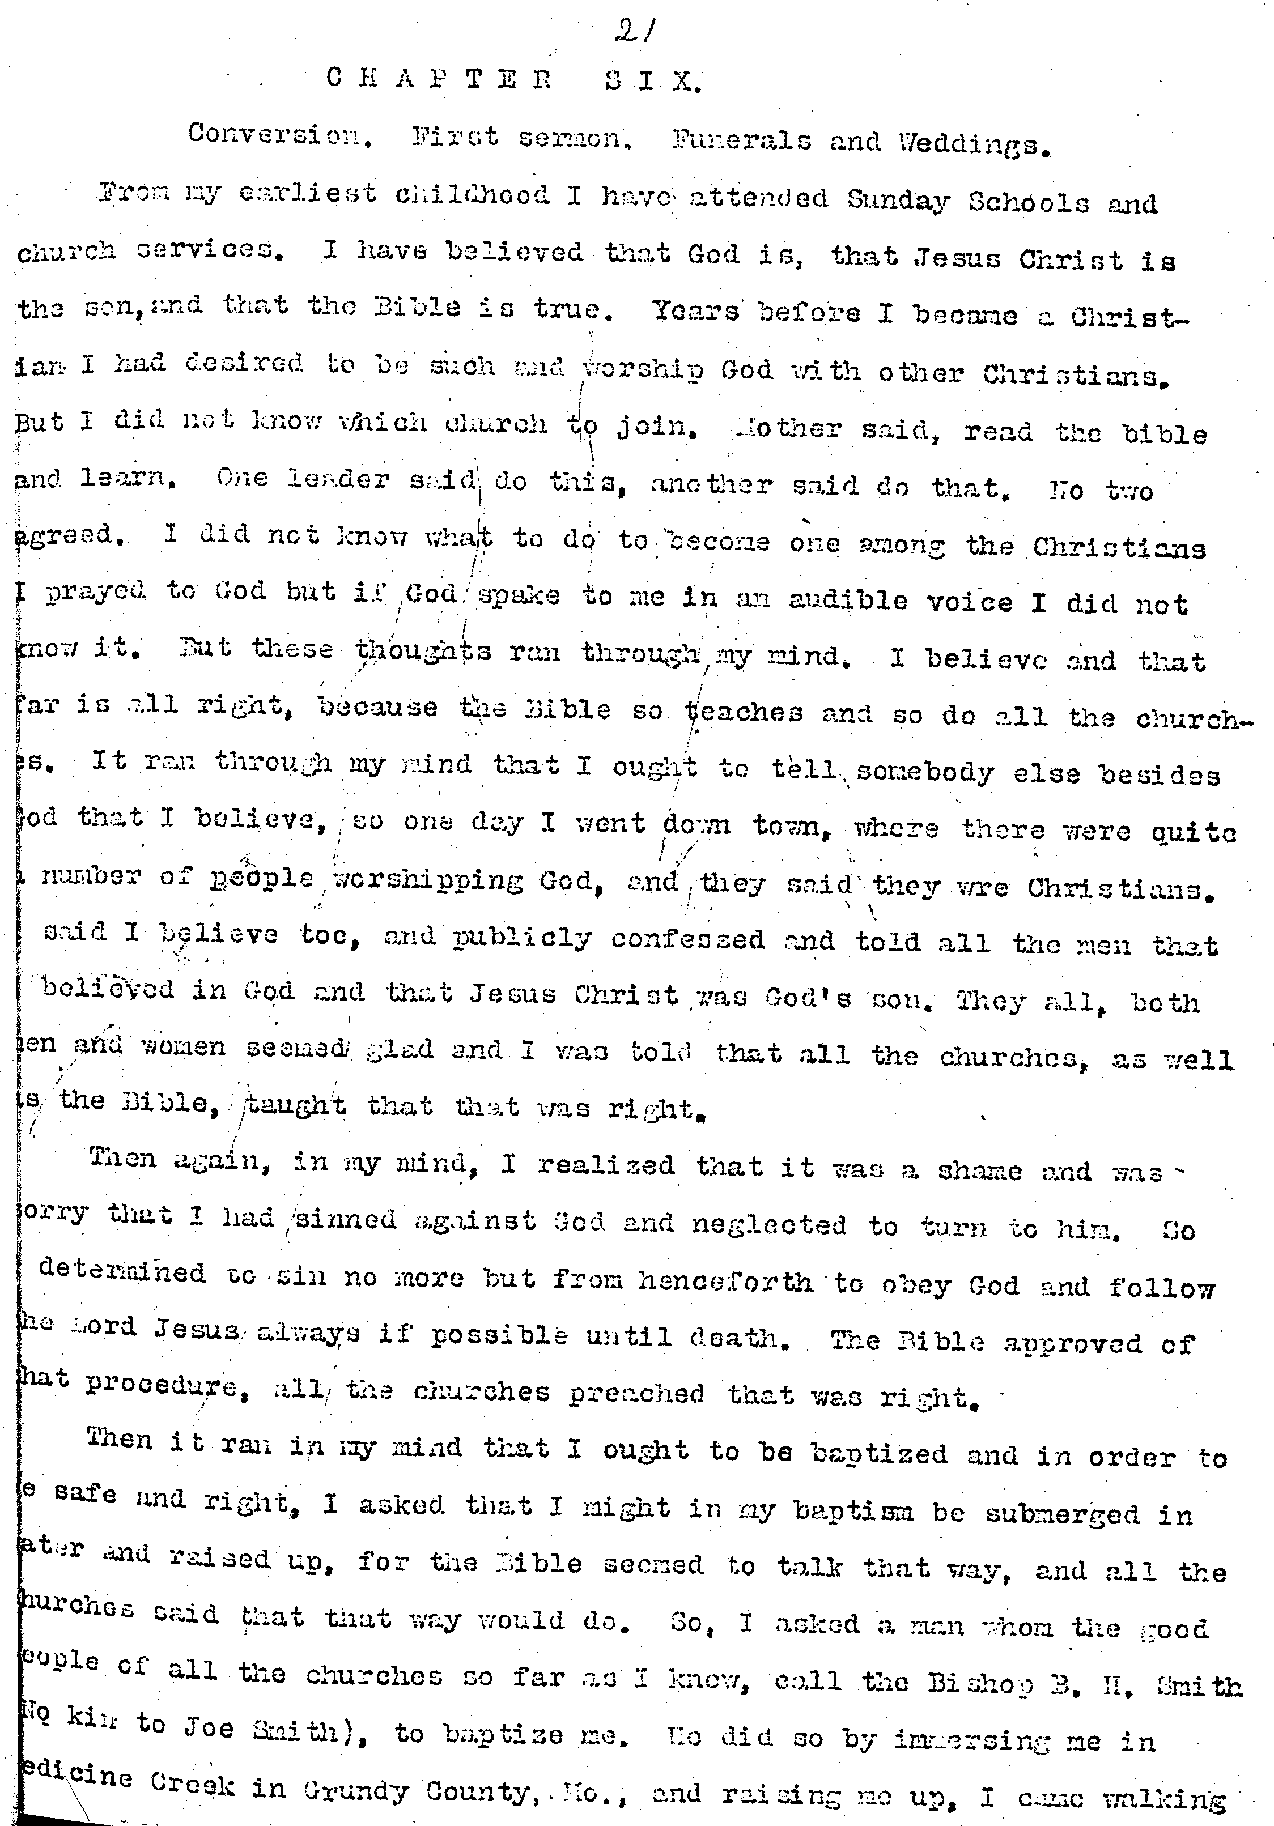 21
CHAPTER SIX.
Conversion. First sermon. Funerals and Weddings.
From my earliest childhood I have attended Sunday Schools and
church services. I have believed that God is, that Jesus Christ is
the son, and that the Bible is true. Years before I became a Christ-
ian I had desired to be such and worship God with other Christians.
But I did not know which church to join. Mother said, read the bible
and learn. One leader said do this, another said do that. No two
agreed. I did not know what to do to become one among the Christians
I prayed to God but if God spake to me in an audible voice I did not
know it. But these thoughts ran through my mind. I believe and that
far is all right, because the Bible so teaches and so do all the church-
es. It ran through my mind that I ought to tell somebody else besides
God that I believe, so one day I went down town, where there were quite
a number of people worshipping God, and they said they wre Christians.
said I believe too, and publicly confessed and told all the men that
believed in God and that Jesus Christ was God's son. They all, both
men and women seemed glad and I was told that all the churches, as well
as the Bible, taught that that was right.
Then again, in my mind, I realized that it was a shame and was
sorry that I had sinned against God and neglected to turn to him. So
determined to sin no more but from henceforth to obey God and follow
he Lord Jesus always if possible until death. The Bible approved of
hat procedure, all the churches preached that was right.
Then it ran in my mind that I ought to be baptized and in order to
e safe and right, I asked that I might in my baptism be submerged in
ater and raised up, for the Bible seemed to talk that way, and all the
hurches said that that way would do. So, I asked a man whom the good
eople of all the churches so far as I know, call the Bishop B. H. Smith
No kin to Joe Smith), to baptize me. He did so by immersing me in
edicine Creek in Grundy County, Mo., and raising me up, I came walking